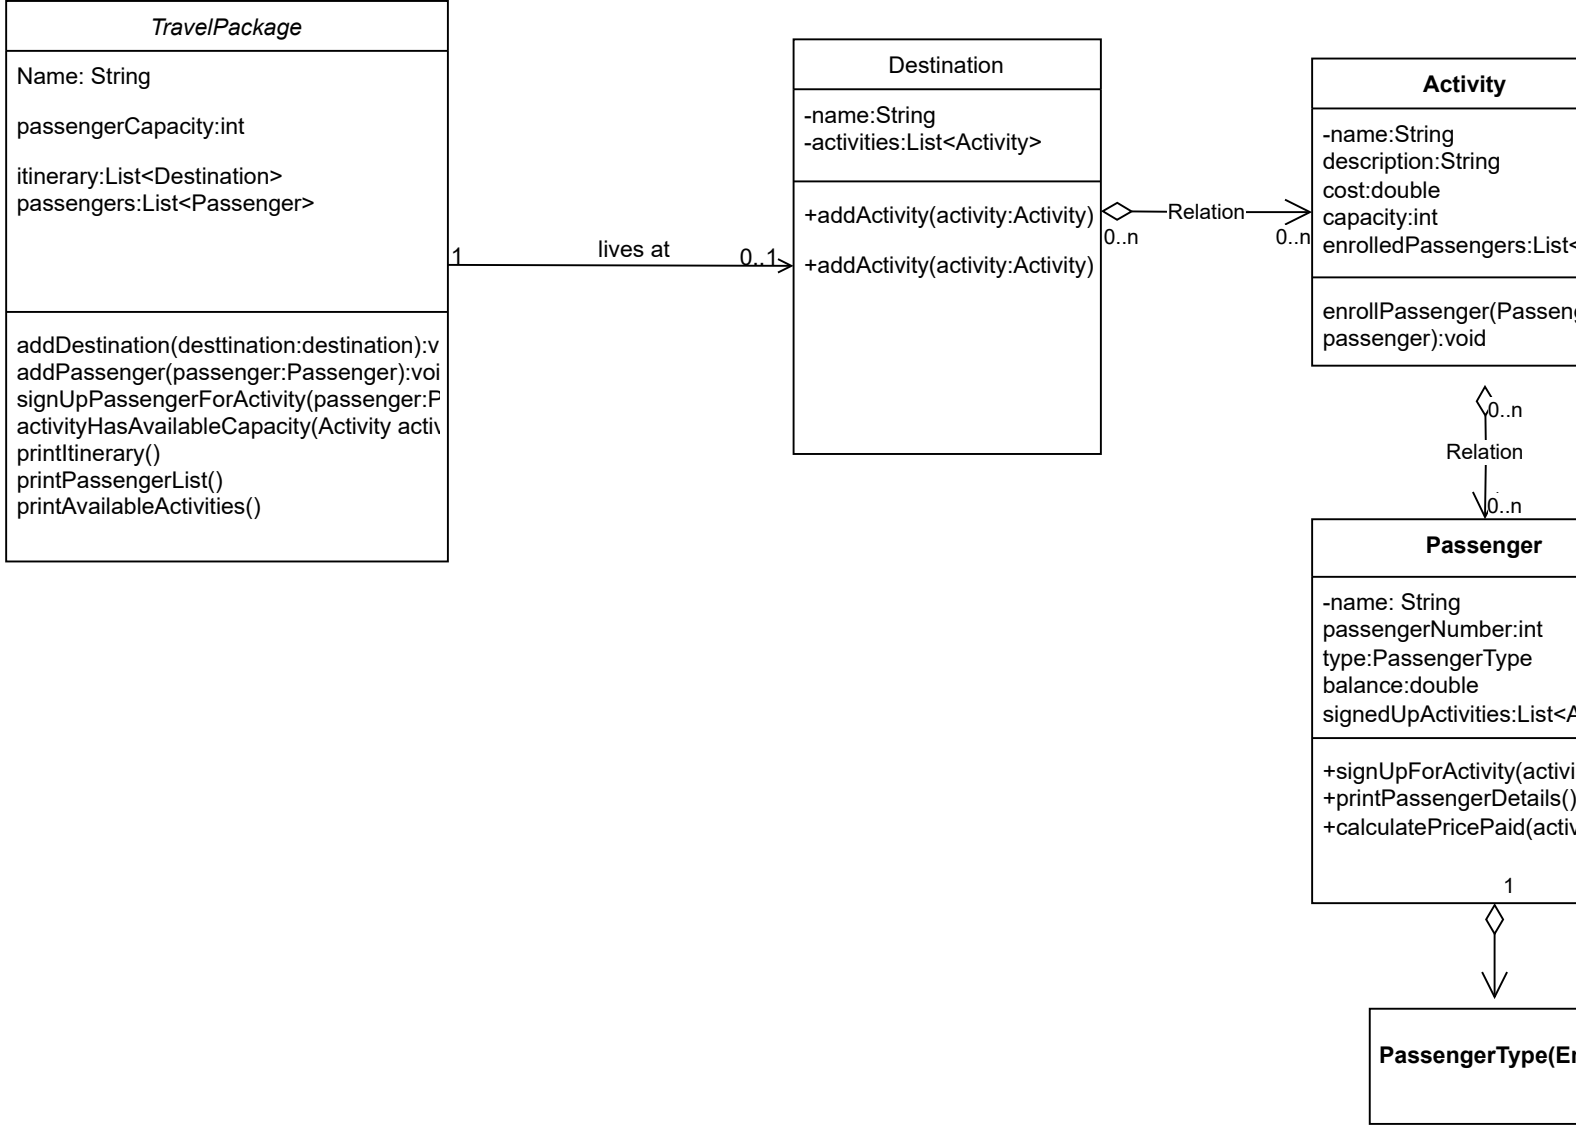 TravelPackage
Name: String
passengerCapacity:int
itinerary:List<Destination>
passengers:List<Passenger>
addDestination(desttination:destination):v
addPassenger(passenger:Passenger):voi
signUpPassengerForActivity(passenger:P
activityHasAvailableCapacity(Activity activ
printItinerary()
printPassengerList()
printAvailableActivities()
1
lives at
0..1
Destination
-name:String
-activities:List<Activity>
+addActivity(activity:Activity)
+addActivity(activity:Activity)
0..n
Relation
0..n
Activity
-name:String
description:String
cost:double
capacity:int
enrolledPassengers:List<
enrollPassenger(Passeng
passenger):void
0..n
Relation
0..n
Passenger
-name: String
passengerNumber:int
type:PassengerType
balance:double
signedUpActivities:List<A
+signUpForActivity(activi
+printPassengerDetails()
+calculatePricePaid(activ
1
PassengerType(En